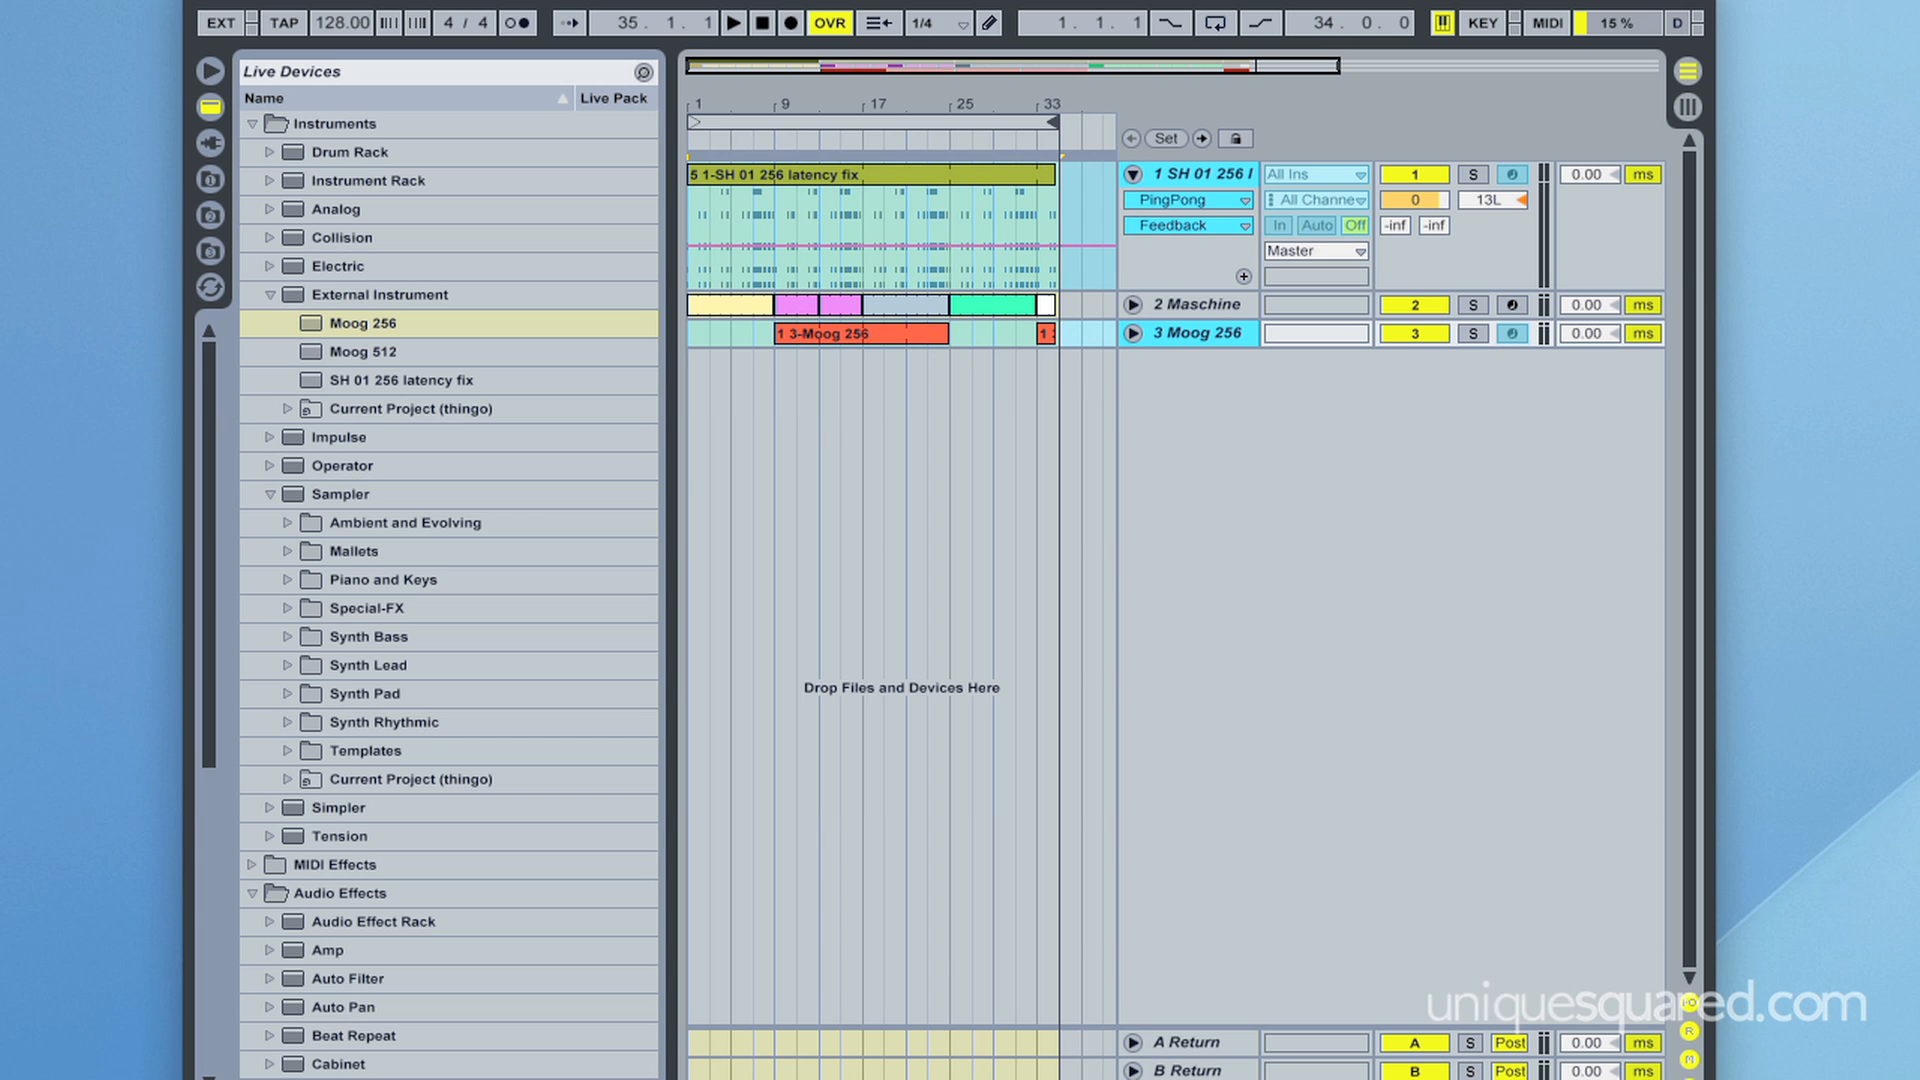 EXT TAP 128.00 4 / 4 35. 1. 1 OVR 1/4 1. 1. 1 34. 0. 0 KEY MIDI 15 % D
Live Devices
Name Live Pack
Instruments
Drum Rack
Instrument Rack
Analog
Collision
Electric
External Instrument
Moog 256
Moog 512
SH 01 256 latency fix
Current Project (thingo)
Impulse
Operator
Sampler
Ambient and Evolving
Mallets
Piano and Keys
Special-FX
Synth Bass
Synth Lead
Synth Pad
Synth Rhythmic
Templates
Current Project (thingo)
Simpler
Tension
MIDI Effects
Audio Effects
Audio Effect Rack
Amp
Auto Filter
Auto Pan
Beat Repeat
Cabinet
1 9 17 25 33
Set
5 1-SH 01 256 latency fix
1 SH 01 256 l All Ins 1 S 0.00 ms
PingPong All Channe 0 13L
Feedback In Auto Off -inf -inf
Master
2 Maschine 2 S 0.00 ms
1 3-Moog 256 1
3 Moog 256 3 S 0.00 ms
Drop Files and Devices Here
A Return A S Post 0.00 ms
B Return B S Post 0.00 ms
R
M
uniquesquared.com